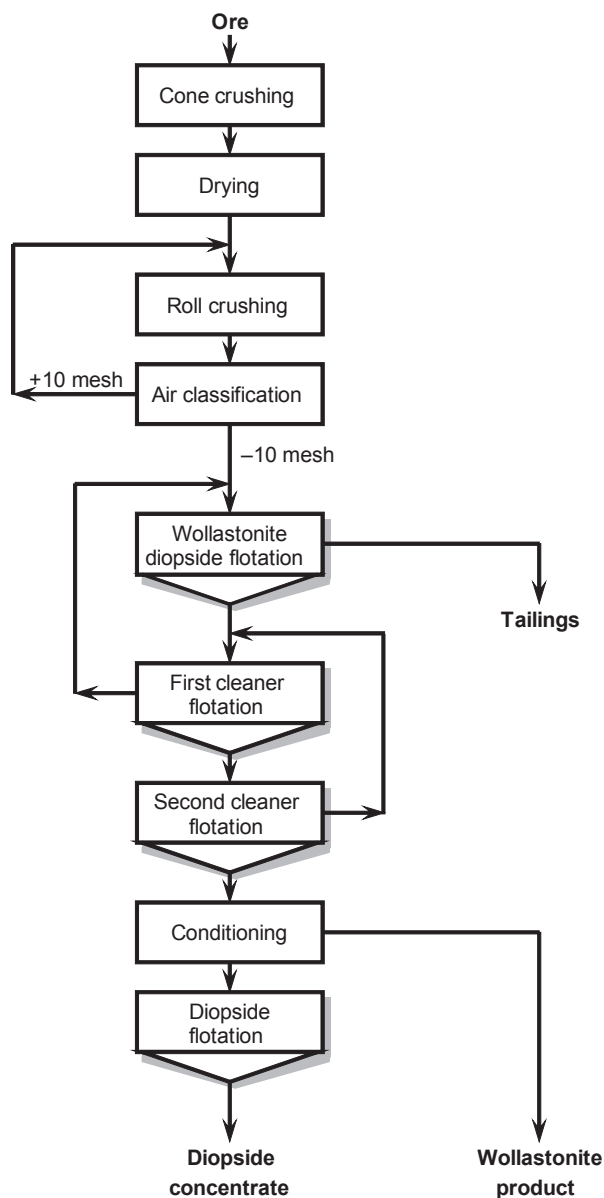 Ore
Cone crushing
Drying
Roll crushing
+10 mesh
Air classification
–10 mesh
Wollastonite
diopside flotation
Tailings
First cleaner
flotation
Second cleaner
flotation
Conditioning
Diopside
flotation
Diopside
concentrate
Wollastonite
product